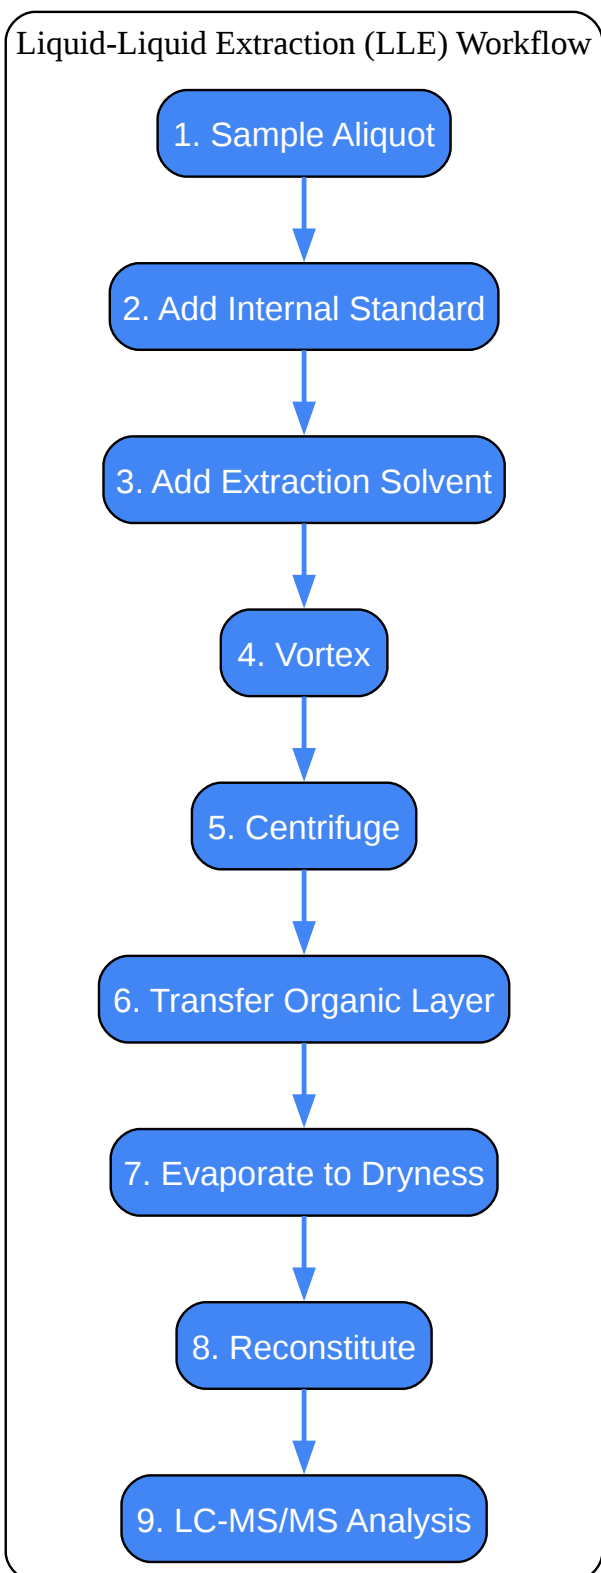 Liquid-Liquid Extraction (LLE) Workflow
1. Sample Aliquot
2. Add Internal Standard
3. Add Extraction Solvent
4. Vortex
5. Centrifuge
6. Transfer Organic Layer
7. Evaporate to Dryness
8. Reconstitute
9. LC-MS/MS Analysis